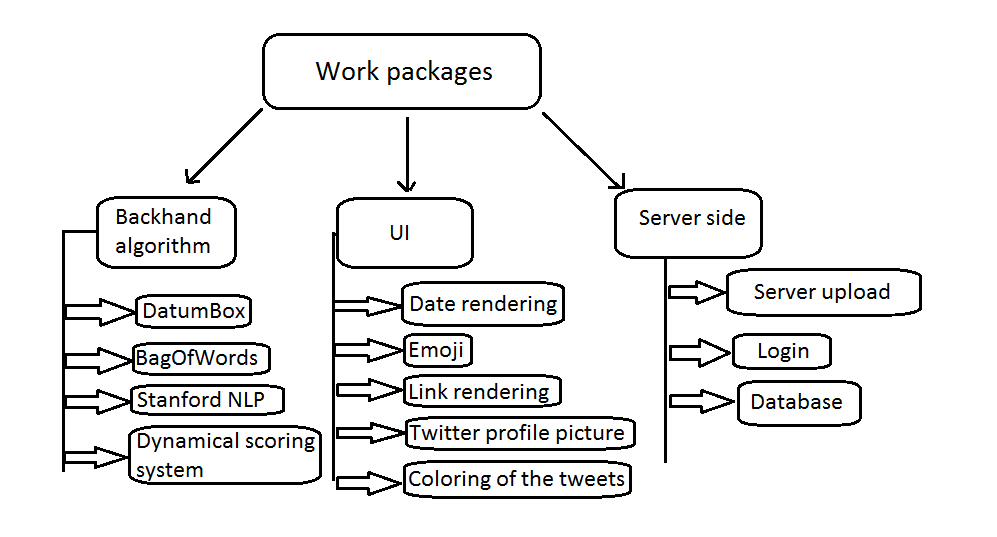 Work packages
Backhand
algorithm
DatumBox
BagOfWords
Stanford NLP
Dynamical scoring
system
UI
Date rendering
Emoji
Link rendering
Twitter profile picture
Coloring of the tweets
Server side
Server upload
Login
Database